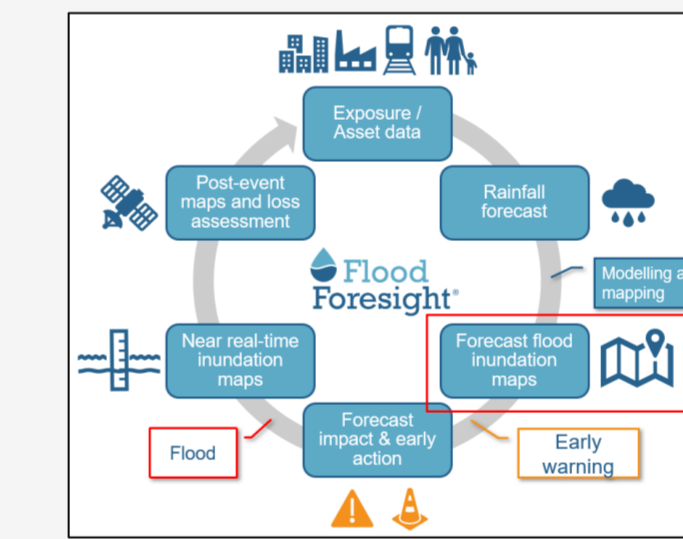 Exposure /
Asset data
Post-event
maps and loss
assessment
Rainfall
forecast
Flood
Foresight®
Modelling
mapping
Near real-time
inundation
maps
Forecast flood
inundation
maps
Forecast
impact & early
action
Flood
Early
warning